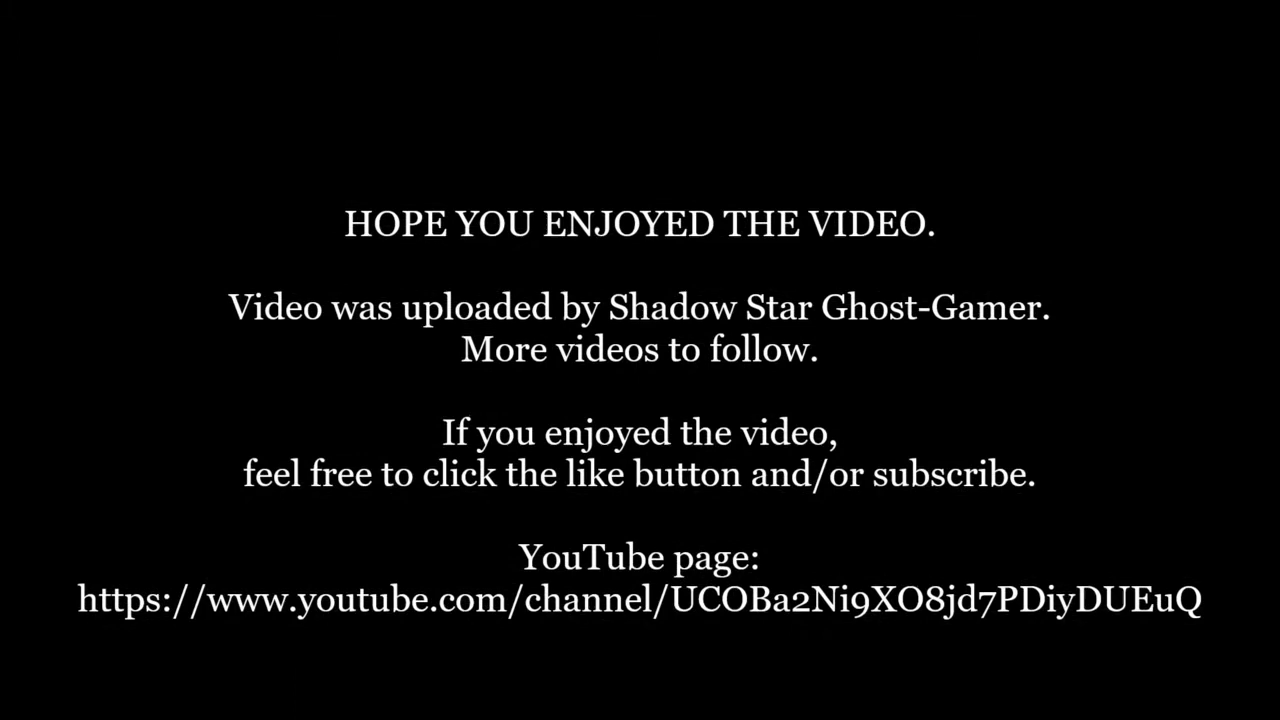 HOPE YOU ENJOYED THE VIDEO.
Video was uploaded by Shadow Star Ghost-Gamer.
More videos to follow.
If you enjoyed the video,
feel free to click the like button and/or subscribe.
YouTube page:
https://www.youtube.com/channel/UCOBa2Ni9XO8jd7PDiyDUEuQ